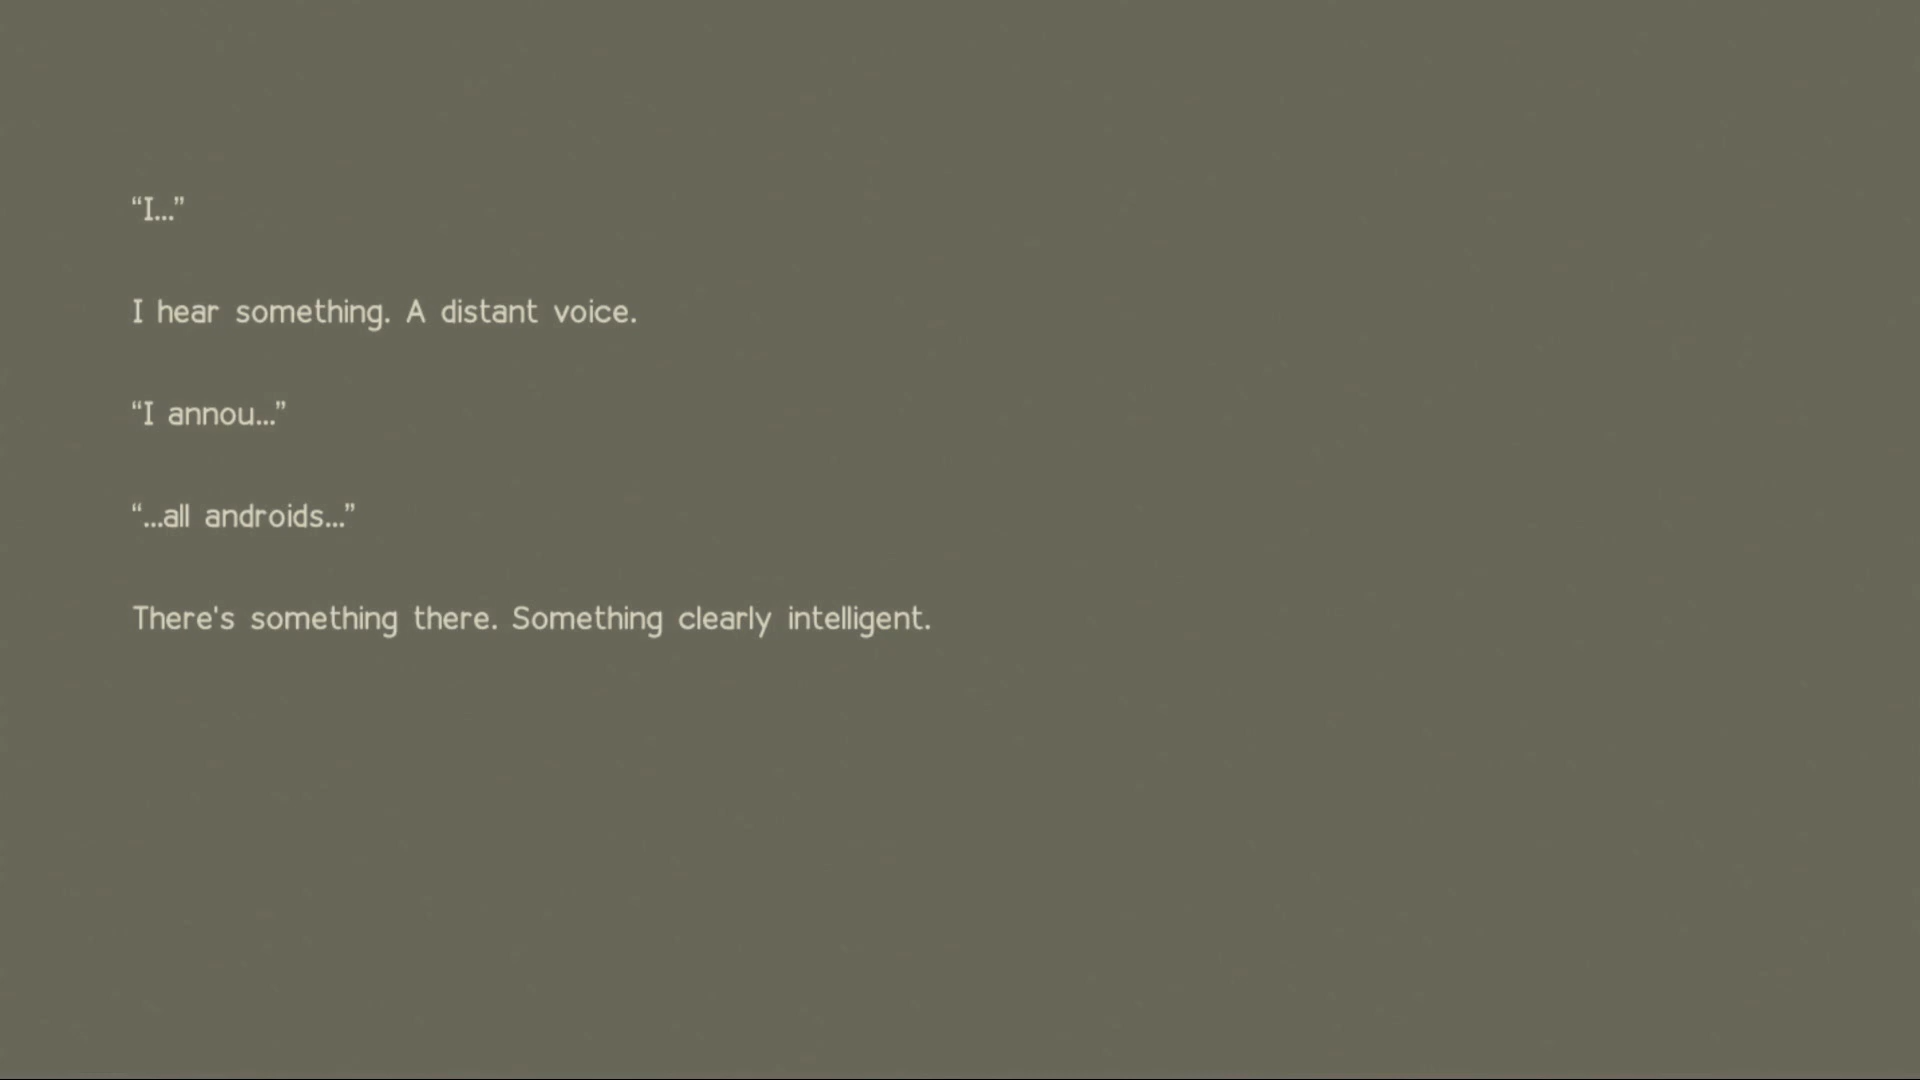 “I...”
I hear something. A distant voice.
“I annou...”
“...all androids...”
There's something there. Something clearly intelligent.